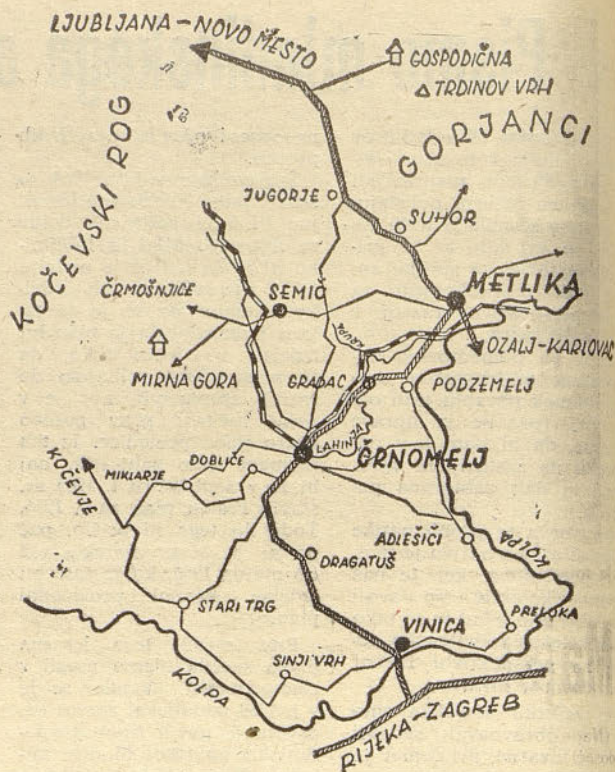 LJUBLJANA-NOVO MESTO
GOSPODIČNA
TRDINOV VRH
GORJANCI
KOČEVSKI ROG
JUGORJE
SUHOR
METLIKA
ČRMOŠNJICE
SEMIČ
KRUPA
OZALJ-KARLOVAC
MIRNA GORA
GRADAC
PODZEMELJ
LAHINJA
ČRNOMELJ
KOČEVJE
MIKLARJE
DOBLIČE
ADLEŠIČI
KOLPA
DRAGATUŠ
STARI TRG
VINICA
PRELOKA
SINJI VRH
KOLPA
RIJEKA-ZAGREB